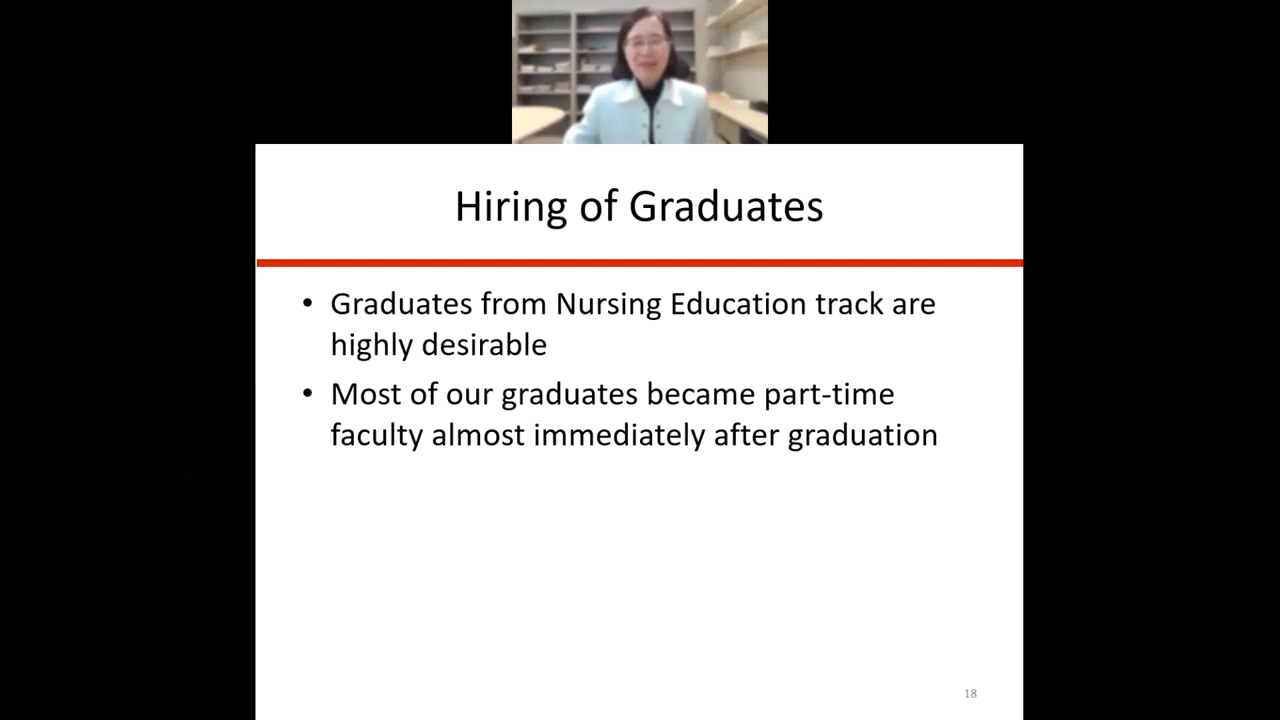 Hiring of Graduates
• Graduates from Nursing Education track are
highly desirable
• Most of our graduates became part-time
faculty almost immediately after graduation
18